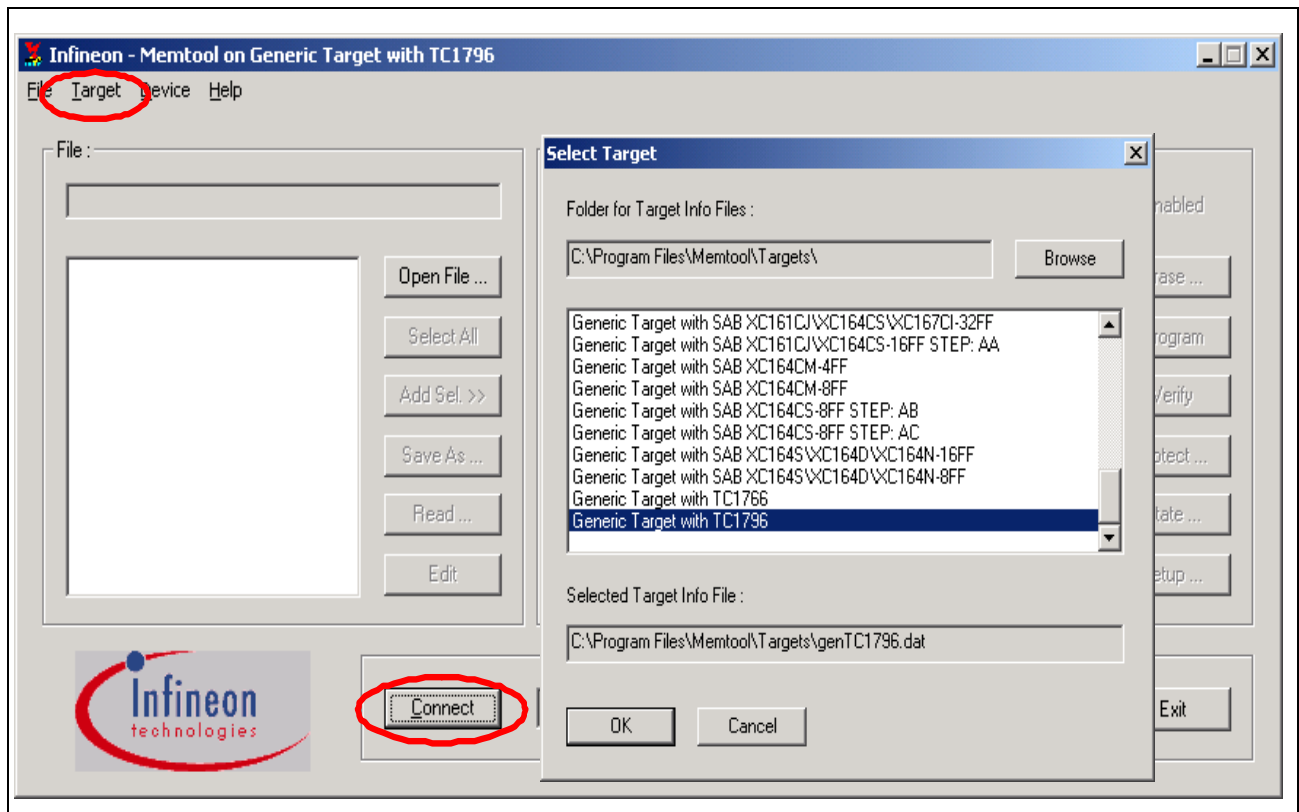 Infineon - Memtool on Generic Target with TC1796
File Target Device Help
File :
Open File ...
Select All
Add Sel. >>
Save As ...
Read ...
Edit
Select Target
Folder for Target Info Files :
C:\Program Files\Memtool\Targets\
Browse
Generic Target with SAB XC161CJ\XC164CS\XC167CI-32FF
Generic Target with SAB XC161CJ\XC164CS-16FF STEP: AA
Generic Target with SAB XC164CM-4FF
Generic Target with SAB XC164CM-8FF
Generic Target with SAB XC164CS-8FF STEP: AB
Generic Target with SAB XC164CS-8FF STEP: AC
Generic Target with SAB XC164S\XC164D\XC164N-16FF
Generic Target with SAB XC164S\XC164D\XC164N-8FF
Generic Target with TC1766
Generic Target with TC1796
Selected Target Info File :
C:\Program Files\Memtool\Targets\genTC1796.dat
OK
Cancel
Infineon
technologies
Connect
Exit